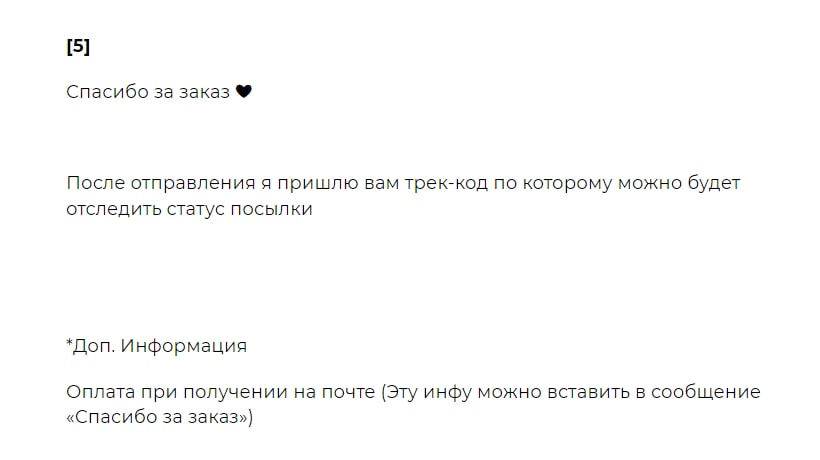 [5]
Спасибо за заказ 🖤
После отправления я пришлю вам трек-код по которому можно будет
отследить статус посылки
*Доп. Информация
Оплата при получении на почте (Эту инфу можно вставить в сообщение
«Спасибо за заказ»)